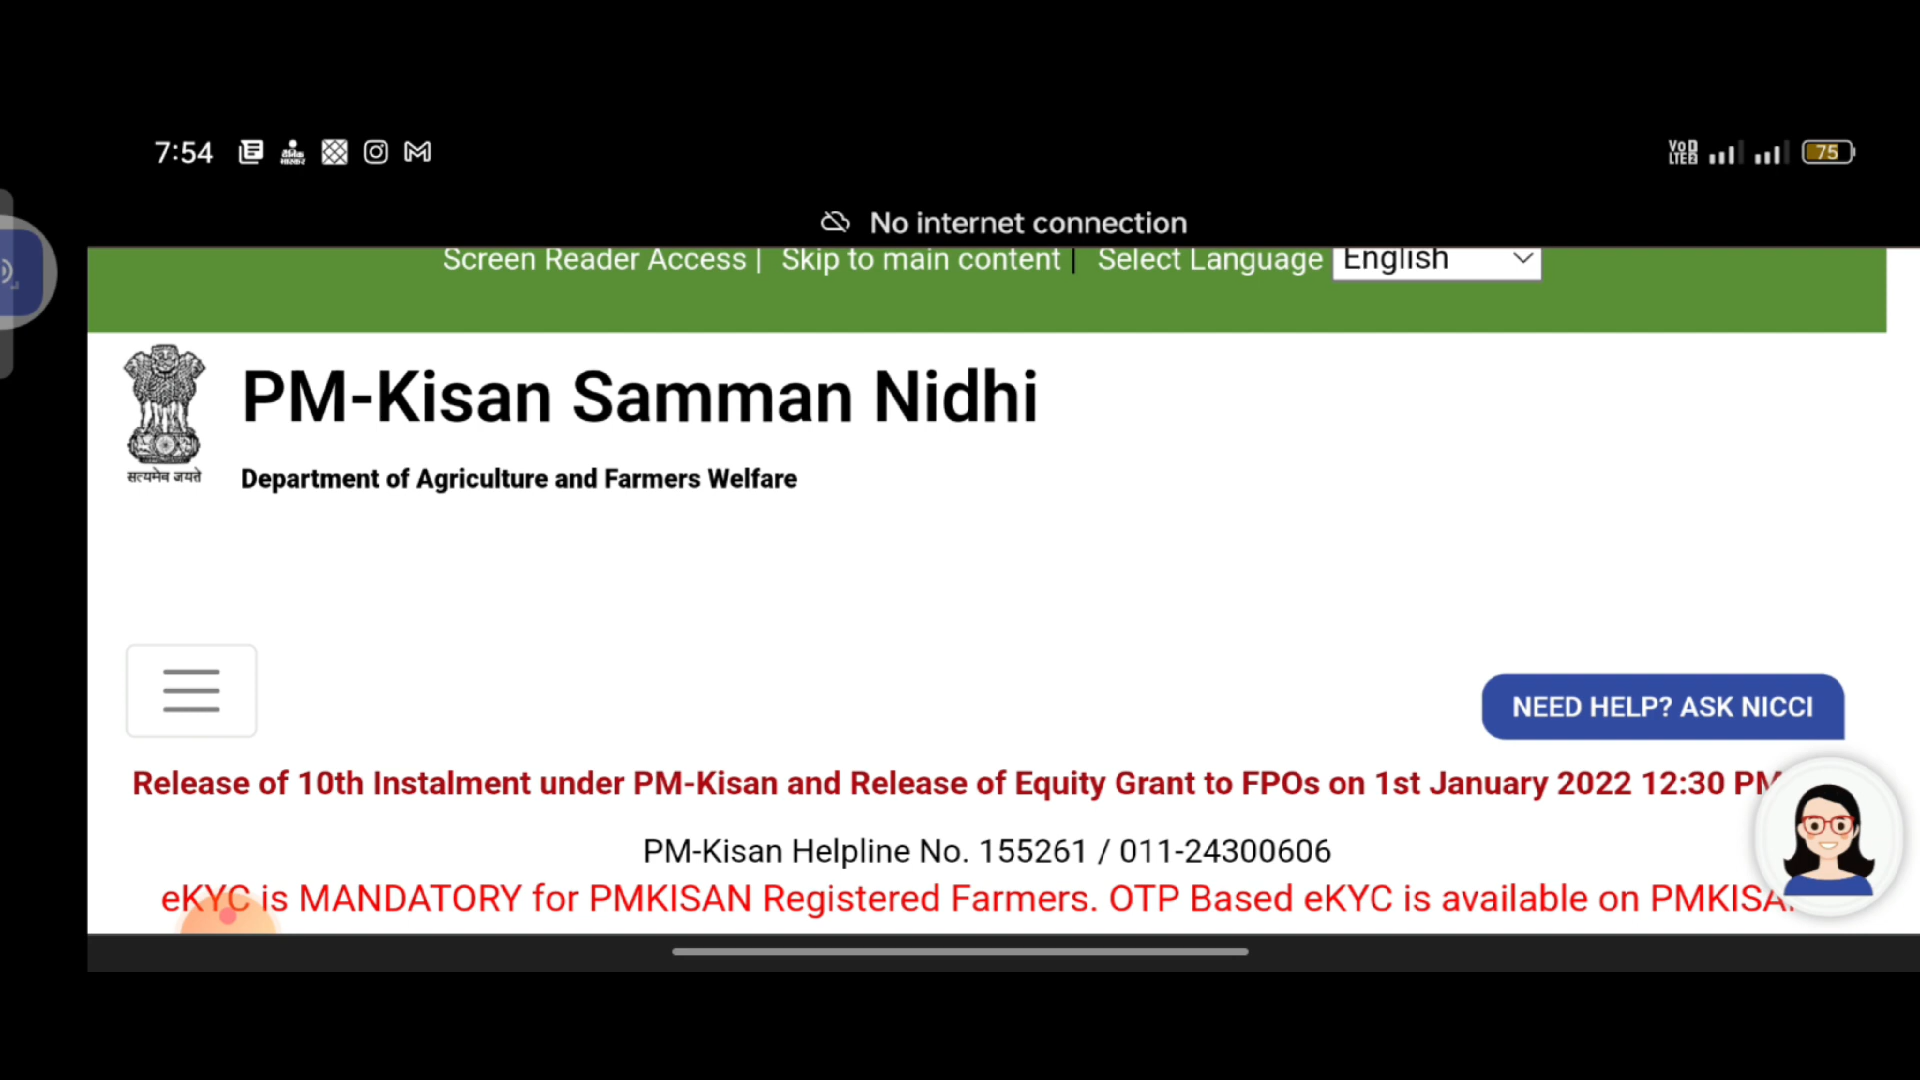 7:54
VoD LTE2 75
No internet connection
Screen Reader Access | Skip to main content | Select Language English
PM-Kisan Samman Nidhi
सत्यमेव जयते
Department of Agriculture and Farmers Welfare
NEED HELP? ASK NICCI
Release of 10th Instalment under PM-Kisan and Release of Equity Grant to FPOs on 1st January 2022 12:30 PM
PM-Kisan Helpline No. 155261 / 011-24300606
eKYC is MANDATORY for PMKISAN Registered Farmers. OTP Based eKYC is available on PMKISA